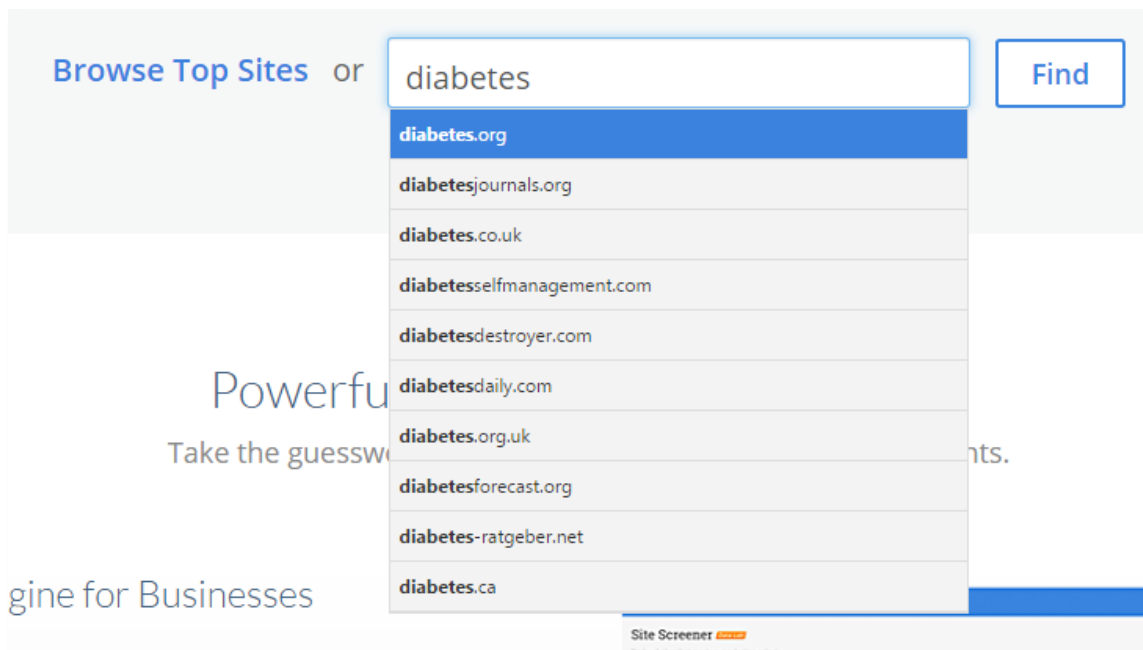 Browse Top Sites or diabetes Find
diabetes.org
diabetesjournals.org
diabetes.co.uk
diabetesselfmanagement.com
diabetesdestroyer.com
diabetesdaily.com
diabetes.org.uk
diabetesforecast.org
diabetes-ratgeber.net
diabetes.ca
Powerfu
Take the guessw nts.
gine for Businesses
Site Screener